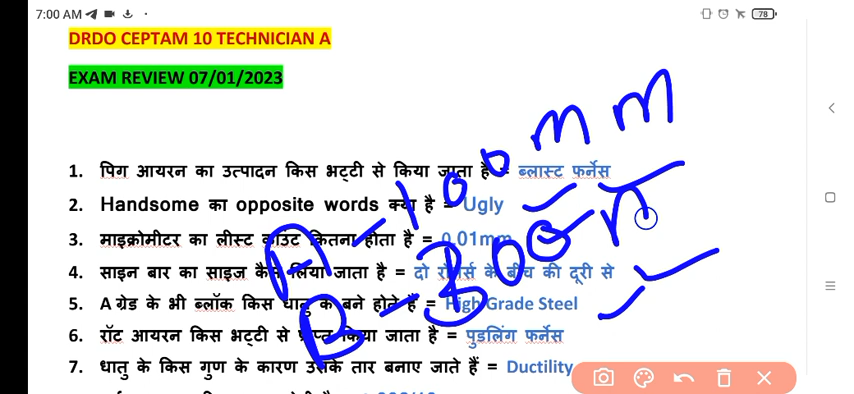 7:00 AM
78
DRDO CEPTAM 10 TECHNICIAN A
EXAM REVIEW 07/01/2023
1. पिग आयरन का उत्पादन किस भट्टी से किया जाता है = ब्लास्ट फर्नेस
2. Handsome का opposite words क्या है = Ugly
3. माइक्रोमीटर का लीस्ट काउट कितना होता है = 0.01mm
4. साइन बार का साइज कैसे लिया जाता है = दो रोलर्स के बीच की दूरी से
5. A ग्रेड के भी ब्लॉक किस धातु के बने होते हैं = High Grade Steel
6. रॉट आयरन किस भट्टी से प्राप्त किया जाता है = पुडलिंग फर्नेस
7. धातु के किस गुण के कारण उसके तार बनाए जाते हैं = Ductility
A-100mm
B-300